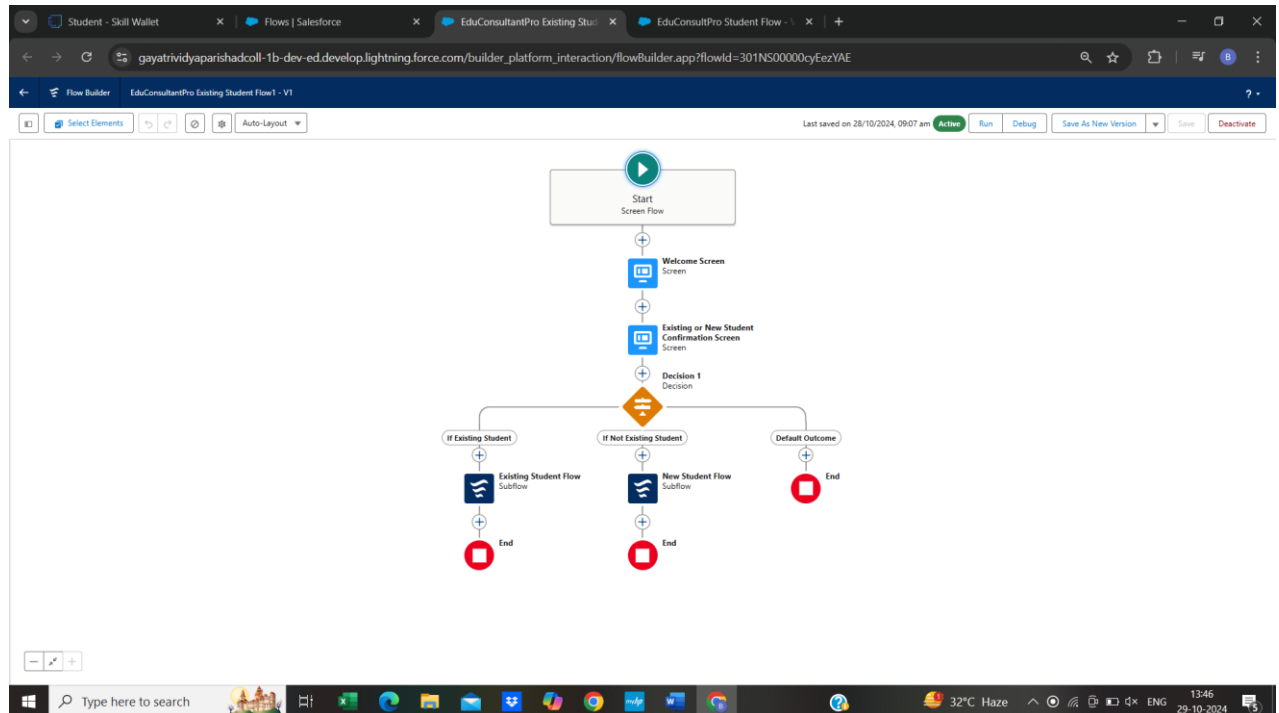 Student - Skill Wallet
Flows | Salesforce
EduConsultantPro Existing Stud
EduConsultPro Student Flow -
gayatrividyaparishadcoll-1b-dev-ed.develop.lightning.force.com/builder_platform_interaction/flowBuilder.app?flowId=301NS00000cyEezYAE
B
Flow Builder
EduConsultantPro Existing Student Flow1 - V1
?
Select Elements
Auto-Layout
Last saved on 28/10/2024, 09:07 am
Active
Run
Debug
Save As New Version
Save
Deactivate
Start
Screen Flow
Welcome Screen
Screen
Existing or New Student
Confirmation Screen
Screen
Decision 1
Decision
If Existing Student
If Not Existing Student
Default Outcome
Existing Student Flow
Subflow
New Student Flow
Subflow
End
End
End
Type here to search
32°C Haze
ENG
13:46
29-10-2024